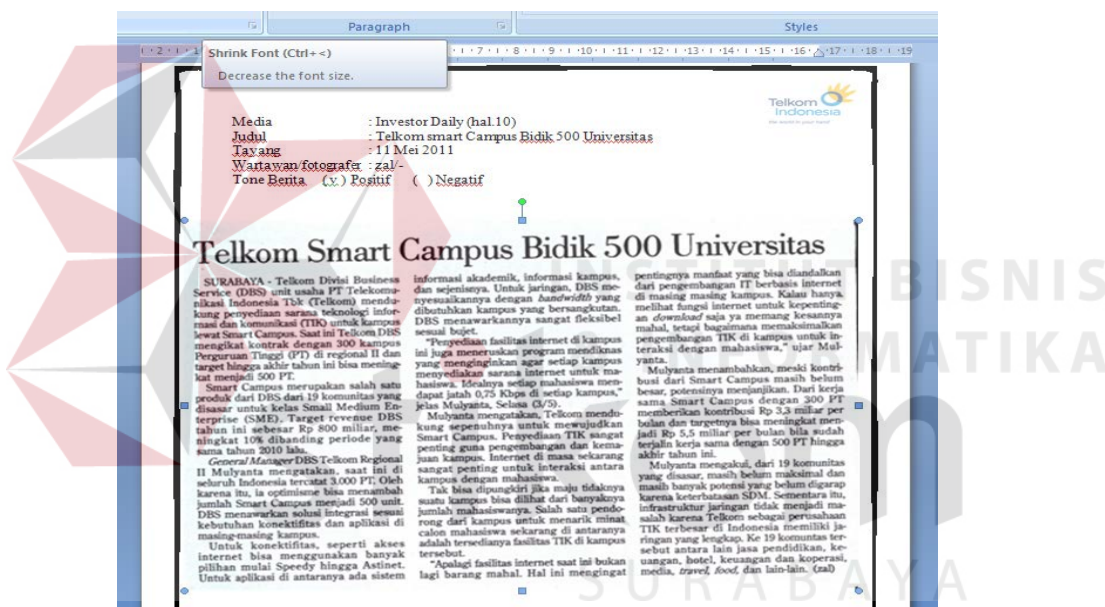 Paragraph
Styles
Shrink Font (Ctrl+<)
Decrease the font size.
Telkom
Indonesia
the world in your hand
Media : Investor Daily (hal.10)
Judul : Telkom smart Campus Bidik 500 Universitas
Tayang : 11 Mei 2011
Wartawan/fotografer : zal/-
Tone Berita (v ) Positif ( ) Negatif
Telkom Smart Campus Bidik 500 Universitas
SURABAYA - Telkom Divisi Business
Service (DBS) unit usaha PT Telekomu-
nikasi Indonesia Tbk (Telkom) mendu-
kung penyediaan sarana teknologi infor-
masi dan komunikasi (TIK) untuk kampus
lewat Smart Campus. Saat ini Telkom DBS
mengikat kontrak dengan 300 kampus
Perguruan Tinggi (PT) di regional II dan
target hingga akhir tahun ini bisa mening-
kat menjadi 500 PT.
Smart Campus merupakan salah satu
produk dari DBS dari 19 komunitas yang
disasar untuk kelas Small Medium En-
terprise (SME). Target revenue DBS
tahun ini sebesar Rp 800 miliar, me-
ningkat 10% dibanding periode yang
sama tahun 2010 lalu.
General Manager DBS Telkom Regional
II Mulyanta mengatakan, saat ini di
seluruh Indonesia tercatat 3.000 PT. Oleh
karena itu, ia optimisme bisa menambah
jumlah Smart Campus menjadi 500 unit.
DBS menawarkan solusi integrasi sesuai
kebutuhan konektifitas dan aplikasi di
masing-masing kampus.
Untuk konektifitas, seperti akses
internet bisa menggunakan banyak
pilihan mulai Speedy hingga Astinet.
Untuk aplikasi di antaranya ada sistem
informasi akademik, informasi kampus,
dan sejenisnya. Untuk jaringan, DBS me-
nyesuaikannya dengan bandwidth yang
dibutuhkan kampus yang bersangkutan.
DBS menawarkannya sangat fleksibel
sesuai bujet.
"Penyediaan fasilitas internet di kampus
ini juga meneruskan program mendiknas
yang menginginkan agar setiap kampus
menyediakan sarana internet untuk ma-
hasiswa. Idealnya setiap mahasiswa men-
dapat jatah 0,75 Kbps di setiap kampus,"
jelas Mulyanta, Selasa (3/5).
Mulyanta mengatakan, Telkom mendu-
kung sepenuhnya untuk mewujudkan
Smart Campus. Penyediaan TIK sangat
penting guna pengembangan dan kema-
juan kampus. Internet di masa sekarang
sangat penting untuk interaksi antara
kampus dengan mahasiswa.
Tak bisa dipungkiri jika maju tidaknya
suatu kampus bisa dilihat dari banyaknya
jumlah mahasiswanya. Salah satu pendo-
rong dari kampus untuk menarik minat
calon mahasiswa sekarang di antaranya
adalah tersedianya fasilitas TIK di kampus
tersebut.
"Apalagi fasilitas internet saat ini bukan
lagi barang mahal. Hal ini mengingat
pentingnya manfaat yang bisa diandalkan
dari pengembangan IT berbasis internet
di masing masing kampus. Kalau hanya
melihat fungsi internet untuk kepenting-
an download saja ya memang kesannya
mahal, tetapi bagaimana memaksimalkan
pengembangan TIK di kampus untuk in-
teraksi dengan mahasiswa," ujar Mul-
yanta.
Mulyanta menambahkan, meski kontri-
busi dari Smart Campus masih belum
besar, potensinya menjanjikan. Dari kerja
sama Smart Campus dengan 300 PT
memberikan kontribusi Rp 3,3 miliar per
bulan dan targetnya bisa meningkat men-
jadi Rp 5,5 miliar per bulan bila sudah
terjalin kerja sama dengan 500 PT hingga
akhir tahun ini.
Mulyanta mengakui, dari 19 komunitas
yang disasar, masih belum maksimal dan
masih banyak potensi yang belum digarap
karena keterbatasan SDM. Sementara itu,
infrastruktur jaringan tidak menjadi ma-
salah karena Telkom sebagai perusahaan
TIK terbesar di Indonesia memiliki ja-
ringan yang lengkap. Ke 19 komuntas ter-
sebut antara lain jasa pendidikan, ke-
uangan, hotel, keuangan dan koperasi,
media, travel, food, dan lain-lain. (zal)
BISNIS
MATIKA
SURABAYA